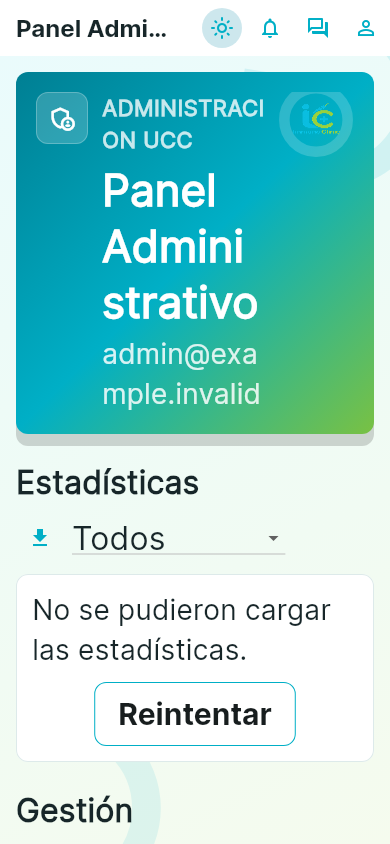 Panel Admi...
ADMINISTRACI
ON UCC
Panel
Admini
strativo
admin@exa
mple.invalid
Estadísticas
Todos
No se pudieron cargar
las estadísticas.
Reintentar
Gestión